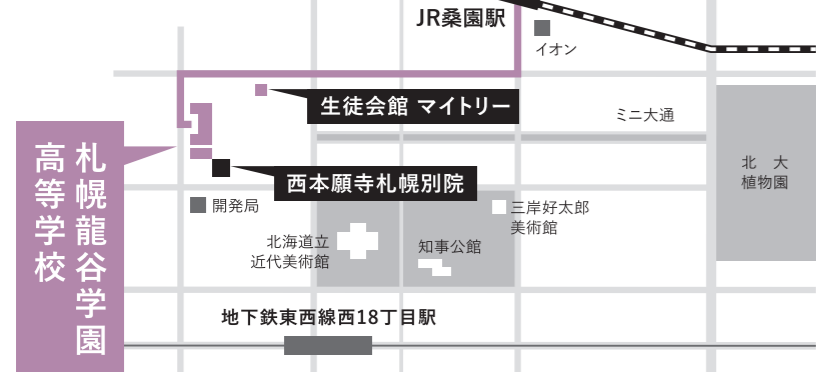 JR桑園駅
イオン
生徒会館 マイトリー
ミニ大通
北 大
植物園
札幌龍谷学園
高等学校
西本願寺札幌別院
開発局
三岸好太郎
美術館
北海道立
近代美術館
知事公館
地下鉄東西線西18丁目駅